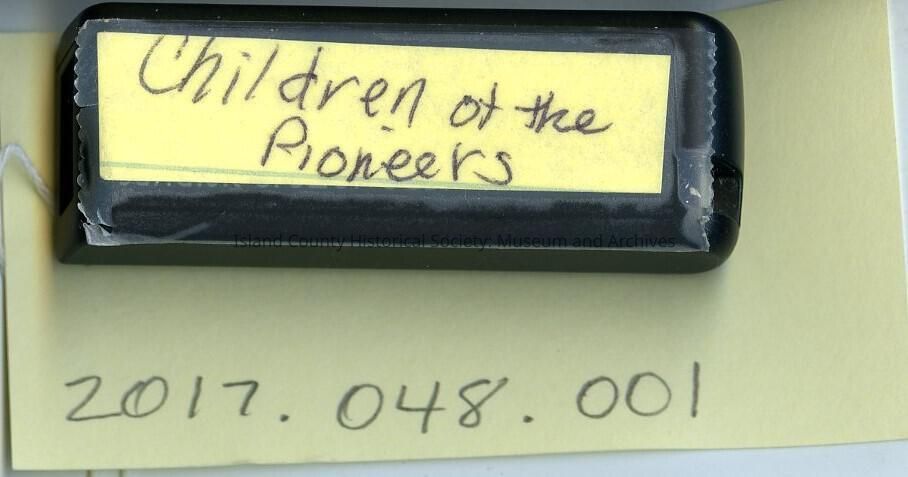 Children of the
Pioneers
Island County Historical Society: Museum and Archives
2017. 048. 001